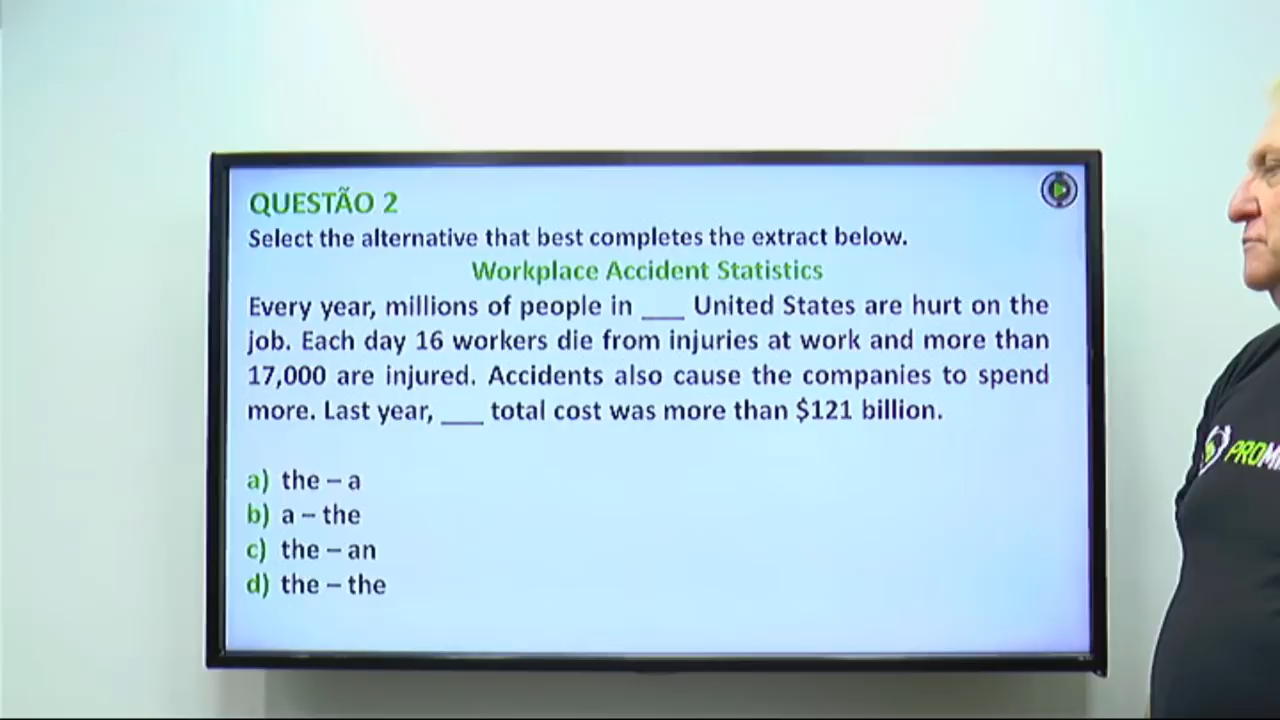 QUESTÃO 2
Select the alternative that best completes the extract below.
Workplace Accident Statistics
Every year, millions of people in ___ United States are hurt on the
job. Each day 16 workers die from injuries at work and more than
17,000 are injured. Accidents also cause the companies to spend
more. Last year, ___ total cost was more than $121 billion.
a) the – a
b) a – the
c) the – an
d) the – the